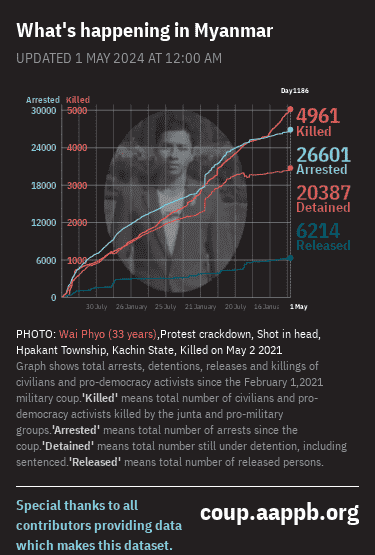 What's happening in Myanmar
UPDATED 1 MAY 2024 AT 12:00 AM
Day1186
Arrested Killed
30000 5000
24000 4000
18000 3000
12000 2000
6000 1000
0
4961
Killed
26601
Arrested
20387
Detained
6214
Released
30 July 26 January 25 July 21 January 20 July 16 Janua 1 May
PHOTO: Wai Phyo (33 years),Protest crackdown, Shot in head,
Hpakant Township, Kachin State, Killed on May 2 2021
Graph shows total arrests, detentions, releases and killings of
civilians and pro-democracy activists since the February 1,2021
military coup.'Killed' means total number of civilians and pro-
democracy activists killed by the junta and pro-military
groups.'Arrested' means total number of arrests since the
coup.'Detained' means total number still under detention, including
sentenced.'Released' means total number of released persons.
Special thanks to all
contributors providing data
which makes this dataset.
coup.aappb.org